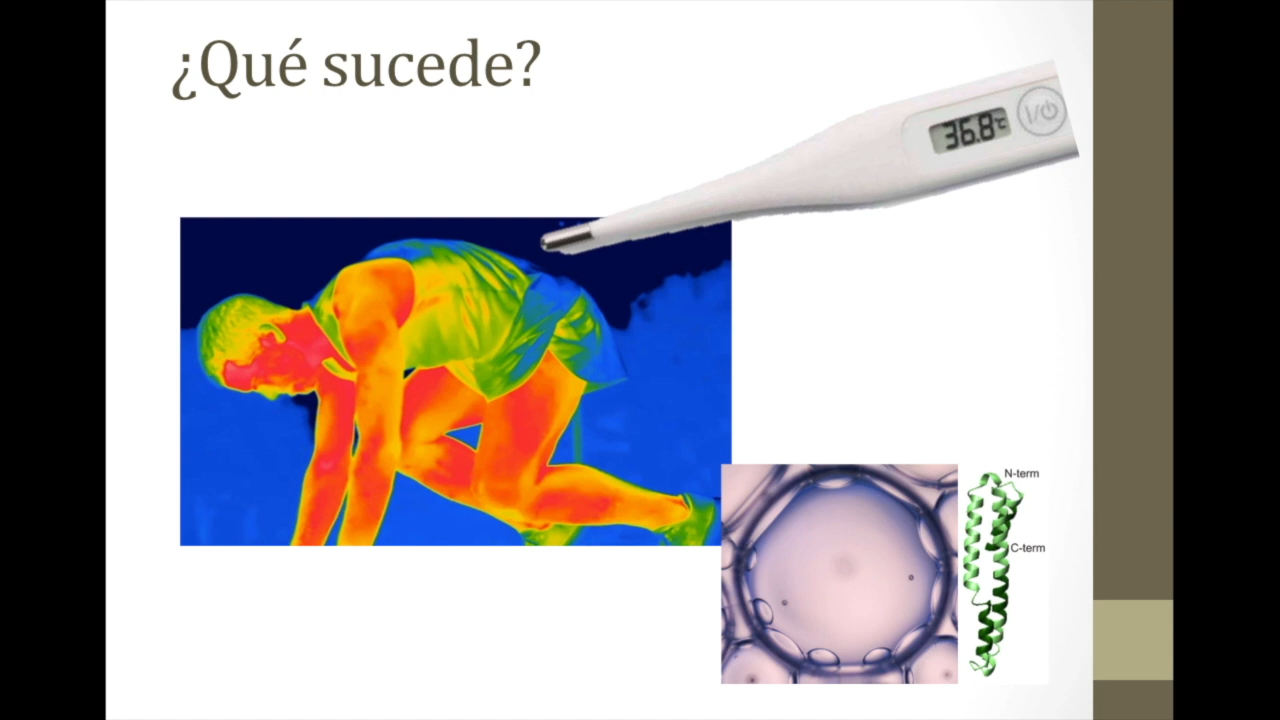 ¿Qué sucede?
36.8°C
I/⏻
N-term
C-term